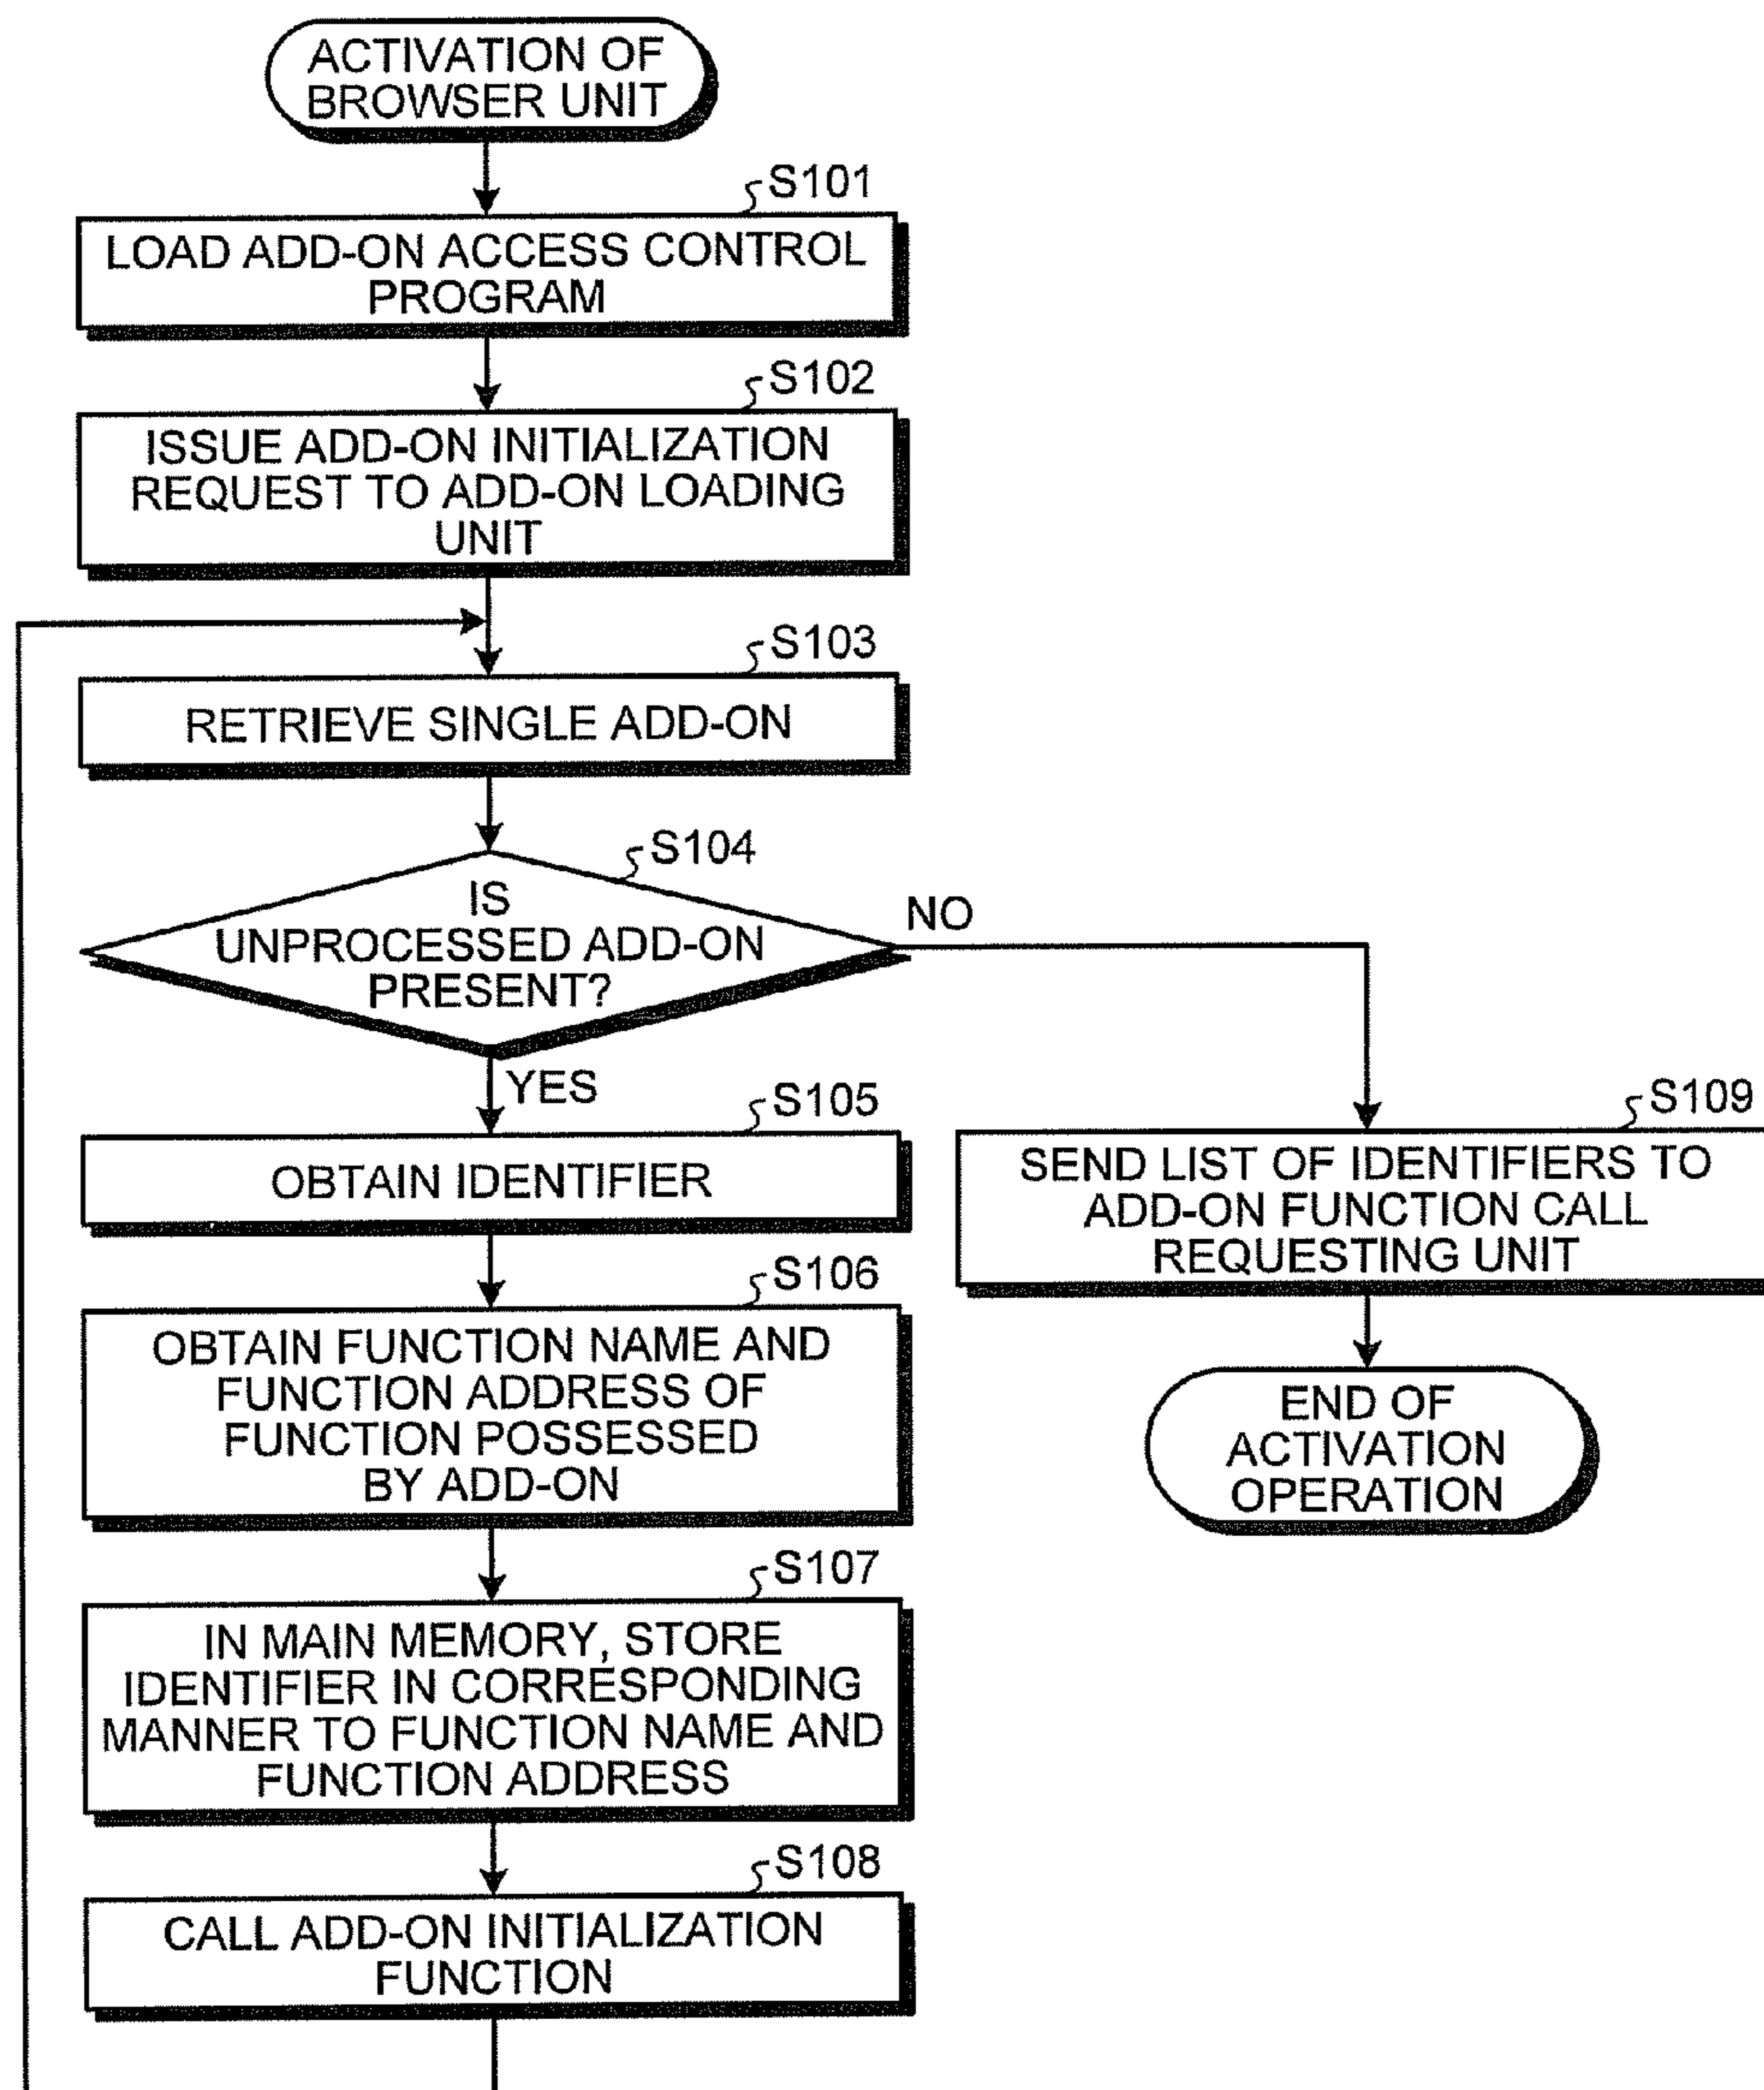 ACTIVATION OF
BROWSER UNIT
S101
LOAD ADD-ON ACCESS CONTROL
PROGRAM
S102
ISSUE ADD-ON INITIALIZATION
REQUEST TO ADD-ON LOADING
UNIT
S103
RETRIEVE SINGLE ADD-ON
S104
IS
UNPROCESSED ADD-ON
PRESENT?
NO
YES
S105
OBTAIN IDENTIFIER
S106
OBTAIN FUNCTION NAME AND
FUNCTION ADDRESS OF
FUNCTION POSSESSED
BY ADD-ON
S107
IN MAIN MEMORY, STORE
IDENTIFIER IN CORRESPONDING
MANNER TO FUNCTION NAME AND
FUNCTION ADDRESS
S108
CALL ADD-ON INITIALIZATION
FUNCTION
S109
SEND LIST OF IDENTIFIERS TO
ADD-ON FUNCTION CALL
REQUESTING UNIT
END OF
ACTIVATION
OPERATION